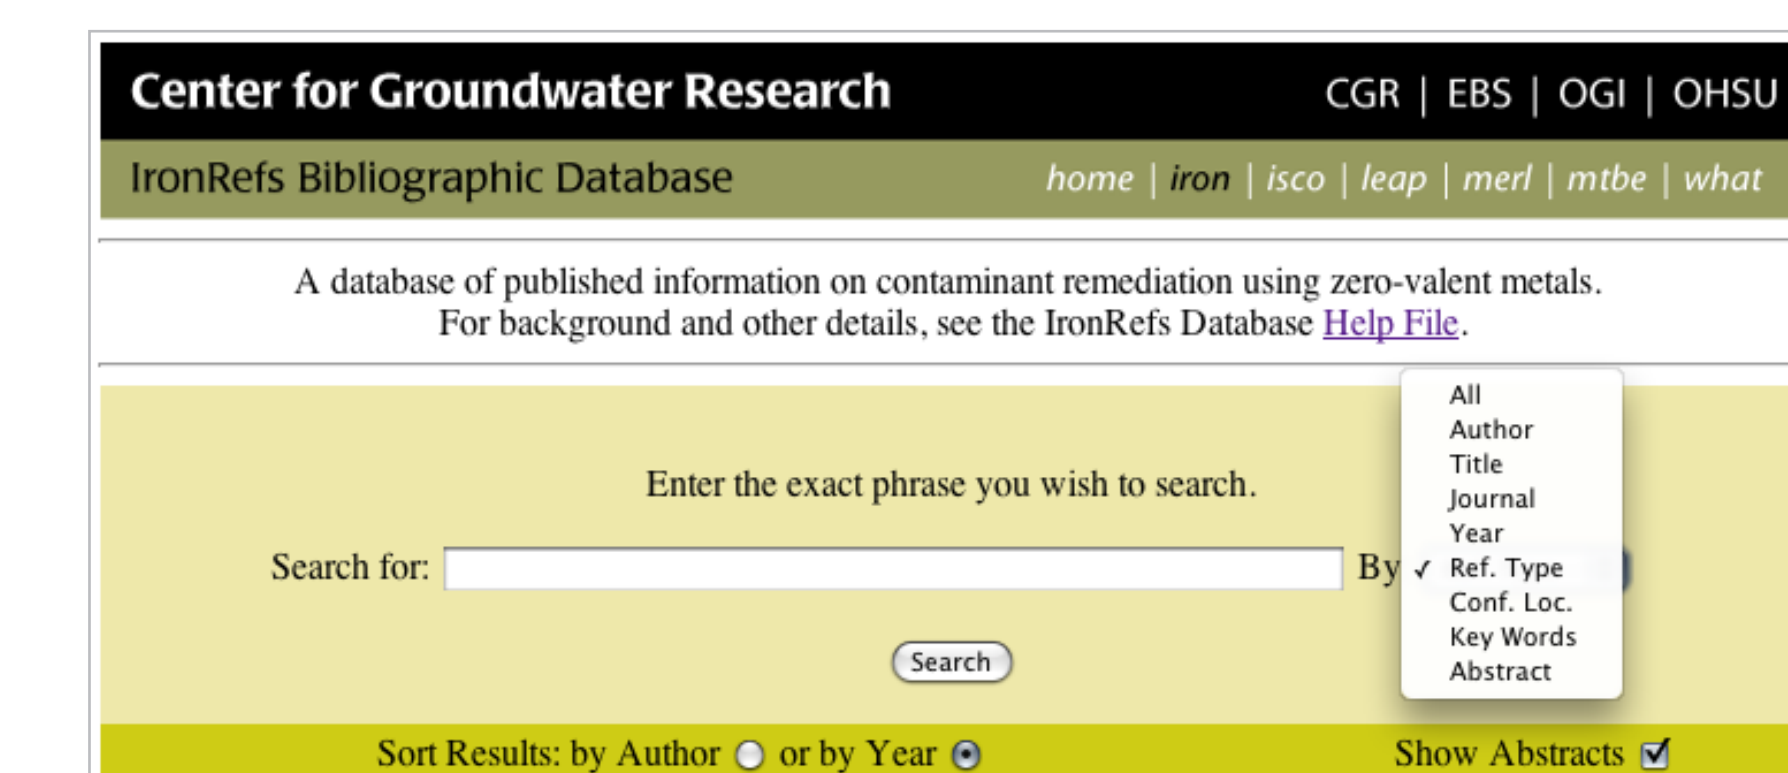 Center for Groundwater Research
CGR | EBS | OGI | OHSU
IronRefs Bibliographic Database
home | iron | isco | leap | merl | mtbe | what
A database of published information on contaminant remediation using zero-valent metals.
For background and other details, see the IronRefs Database Help File.
Enter the exact phrase you wish to search.
Search for:
By
All
Author
Title
Journal
Year
✓ Ref. Type
Conf. Loc.
Key Words
Abstract
Search
Sort Results: by Author or by Year
Show Abstracts